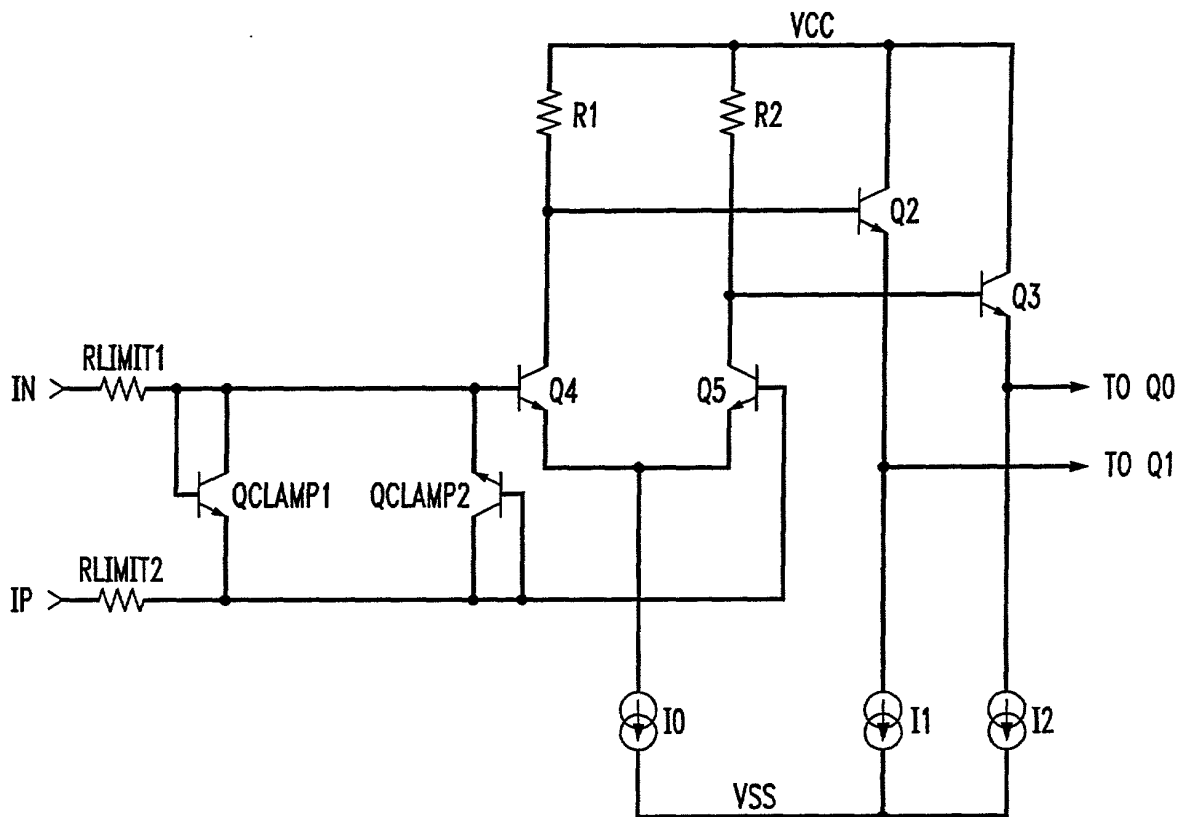 VCC
R1
R2
Q2
Q3
RLIMIT1
IN
Q4
Q5
TO Q0
TO Q1
QCLAMP1
QCLAMP2
RLIMIT2
IP
I0
I1
I2
VSS